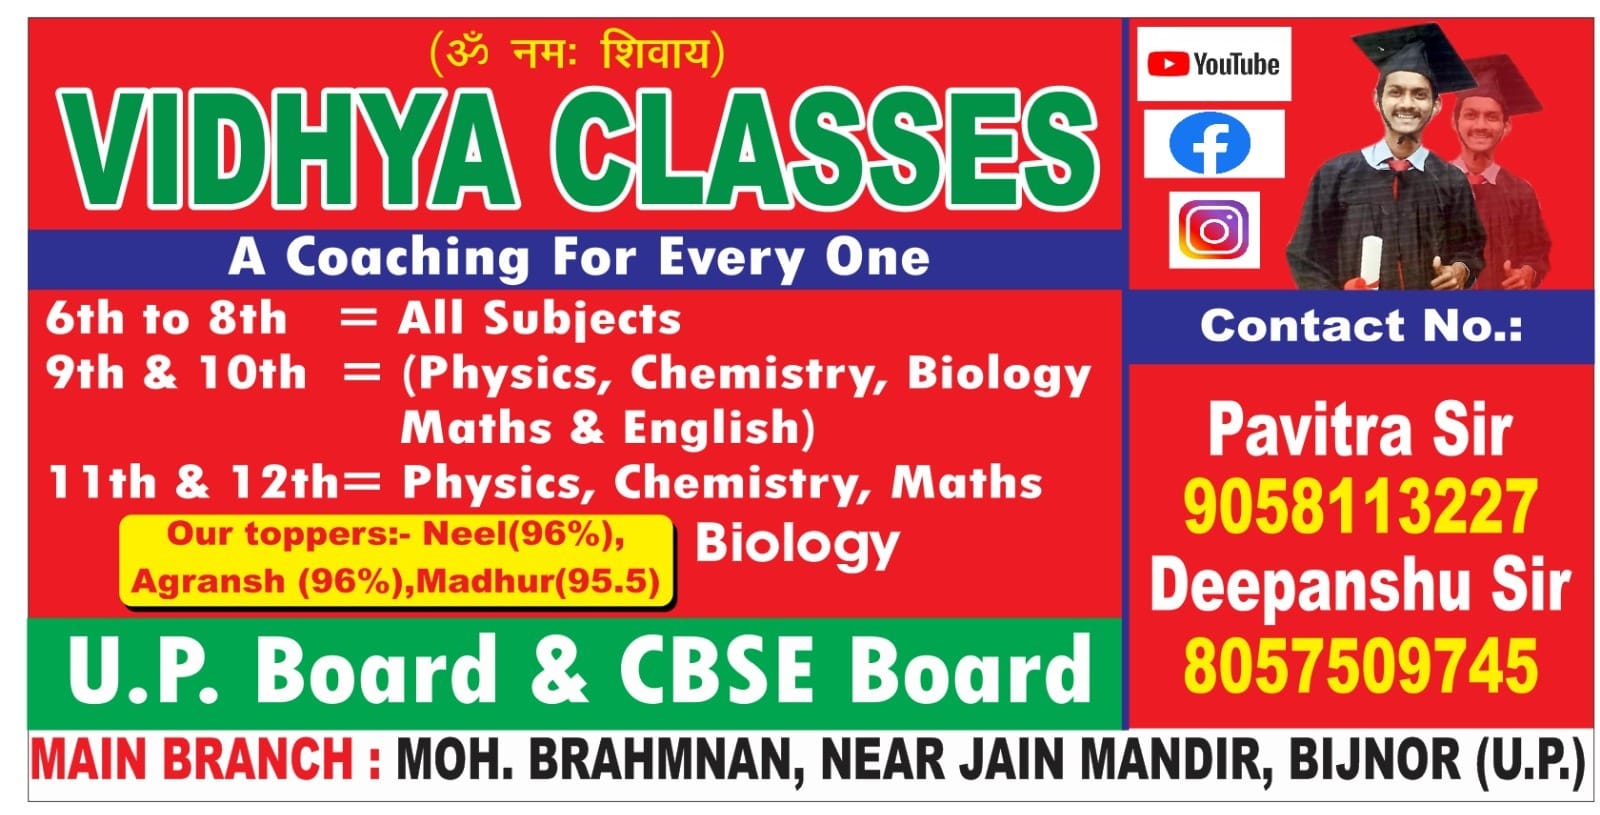 (ॐ नमः शिवाय)
VIDHYA CLASSES
A Coaching For Every One
6th to 8th = All Subjects
9th & 10th = (Physics, Chemistry, Biology
Maths & English)
11th & 12th= Physics, Chemistry, Maths
Biology
Our toppers:- Neel(96%),
Agransh (96%),Madhur(95.5)
U.P. Board & CBSE Board
YouTube
Contact No.:
Pavitra Sir
9058113227
Deepanshu Sir
8057509745
MAIN BRANCH : MOH. BRAHMNAN, NEAR JAIN MANDIR, BIJNOR (U.P.)